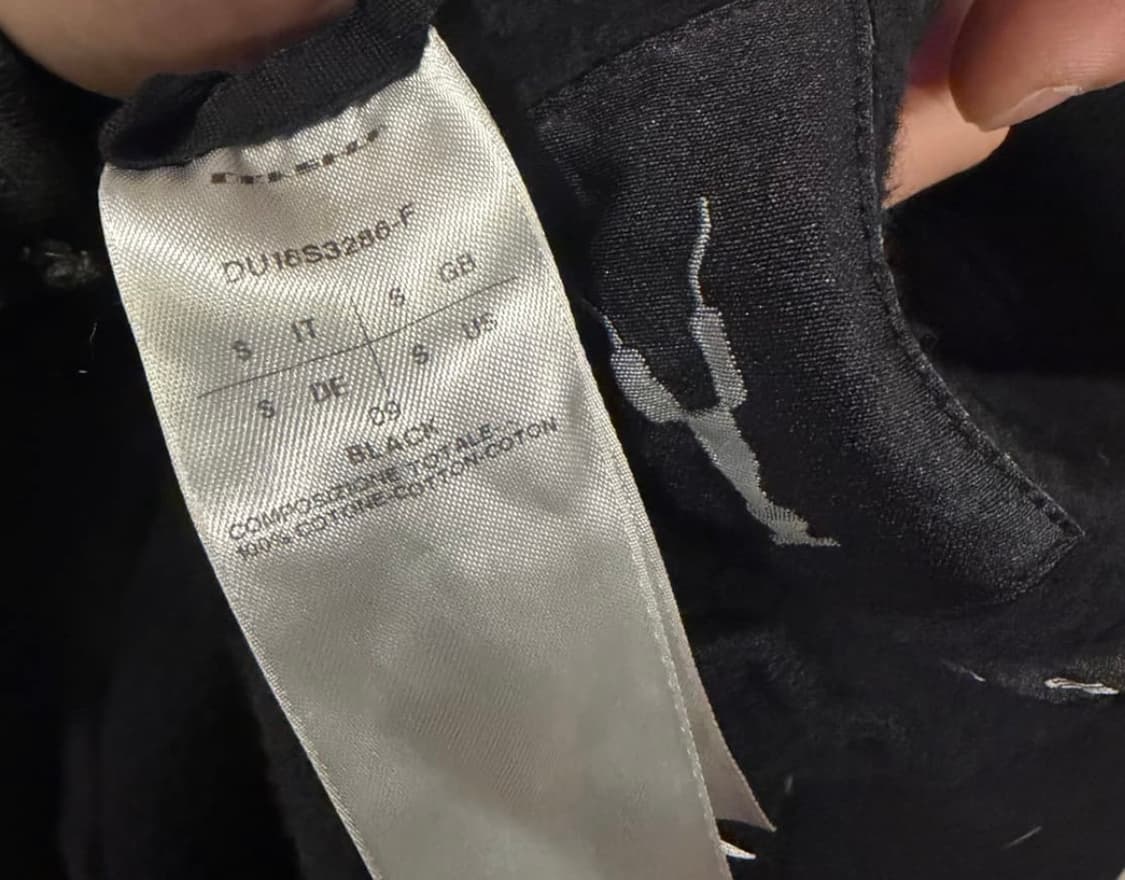 DU16S3286-F
S IT S GB
S DE S US
09
BLACK
COMPOSIZIONE TOTALE
100% COTONE-COTTON-COTON